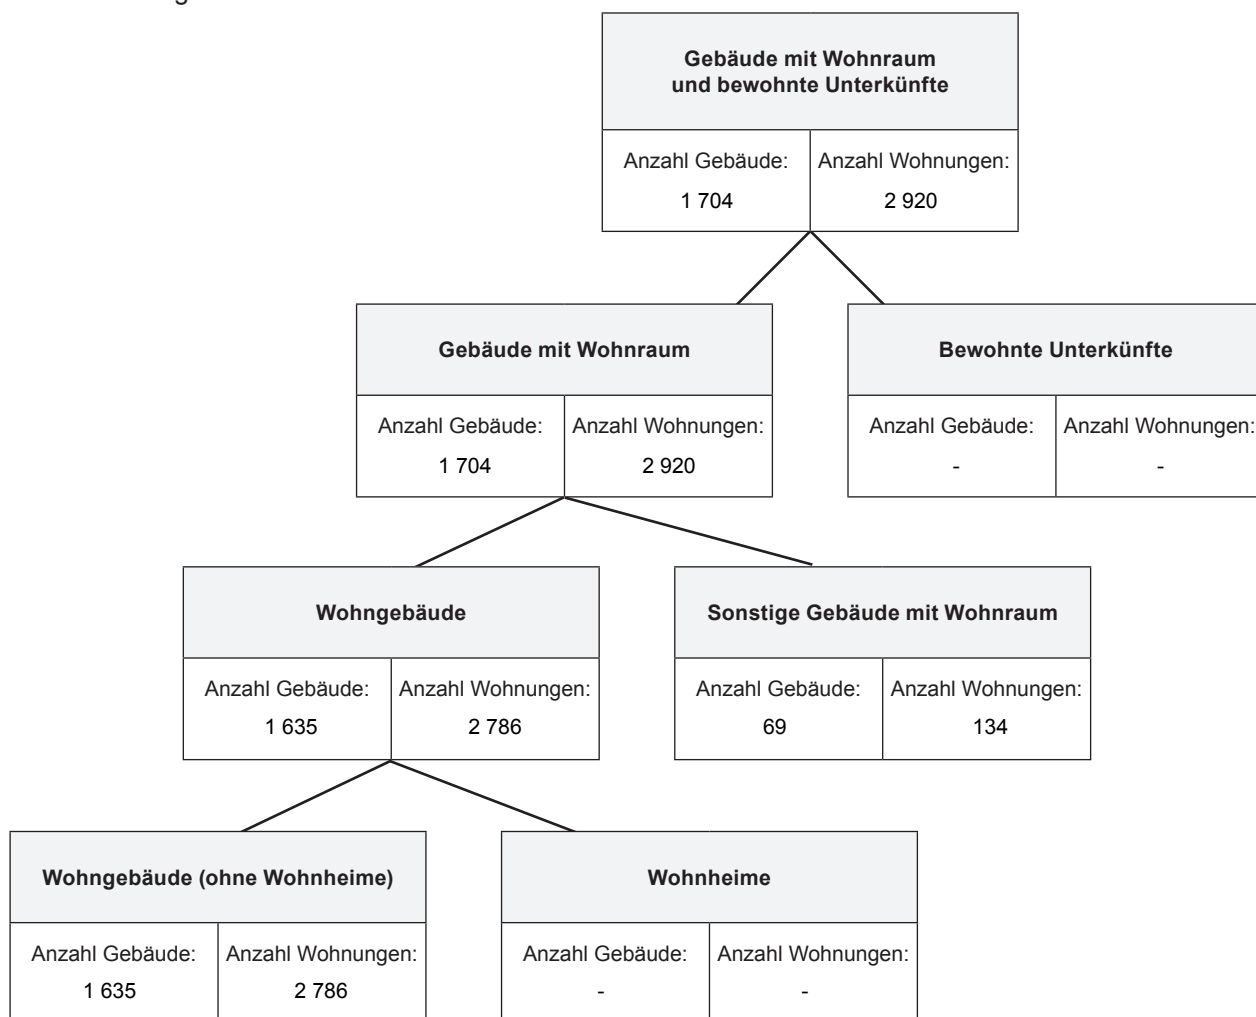 Gebäude mit Wohnraum
und bewohnte Unterkünfte
Anzahl Gebäude: Anzahl Wohnungen:
1 704 2 920
Gebäude mit Wohnraum Bewohnte Unterkünfte
Anzahl Gebäude: Anzahl Wohnungen: Anzahl Gebäude: Anzahl Wohnungen:
1 704 2 920 - -
Wohngebäude Sonstige Gebäude mit Wohnraum
Anzahl Gebäude: Anzahl Wohnungen: Anzahl Gebäude: Anzahl Wohnungen:
1 635 2 786 69 134
Wohngebäude (ohne Wohnheime) Wohnheime
Anzahl Gebäude: Anzahl Wohnungen: Anzahl Gebäude: Anzahl Wohnungen:
1 635 2 786 - -